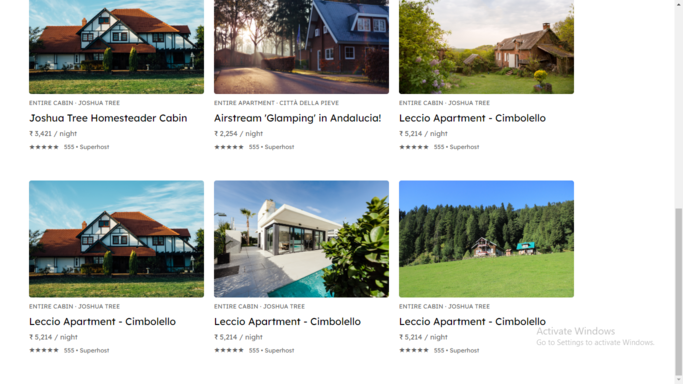 ENTIRE CABIN · JOSHUA TREE
Joshua Tree Homesteader Cabin
₹ 3,421 / night
★★★★★ 555 • Superhost
ENTIRE APARTMENT · CITTÀ DELLA PIEVE
Airstream 'Glamping' in Andalucia!
₹ 2,254 / night
★★★★★ 555 • Superhost
ENTIRE CABIN · JOSHUA TREE
Leccio Apartment - Cimbolello
₹ 5,214 / night
★★★★★ 555 • Superhost
ENTIRE CABIN · JOSHUA TREE
Leccio Apartment - Cimbolello
₹ 5,214 / night
★★★★★ 555 • Superhost
ENTIRE CABIN · JOSHUA TREE
Leccio Apartment - Cimbolello
₹ 5,214 / night
★★★★★ 555 • Superhost
ENTIRE CABIN · JOSHUA TREE
Leccio Apartment - Cimbolello
₹ 5,214 / night
★★★★★ 555 • Superhost
Activate Windows
Go to Settings to activate Windows.